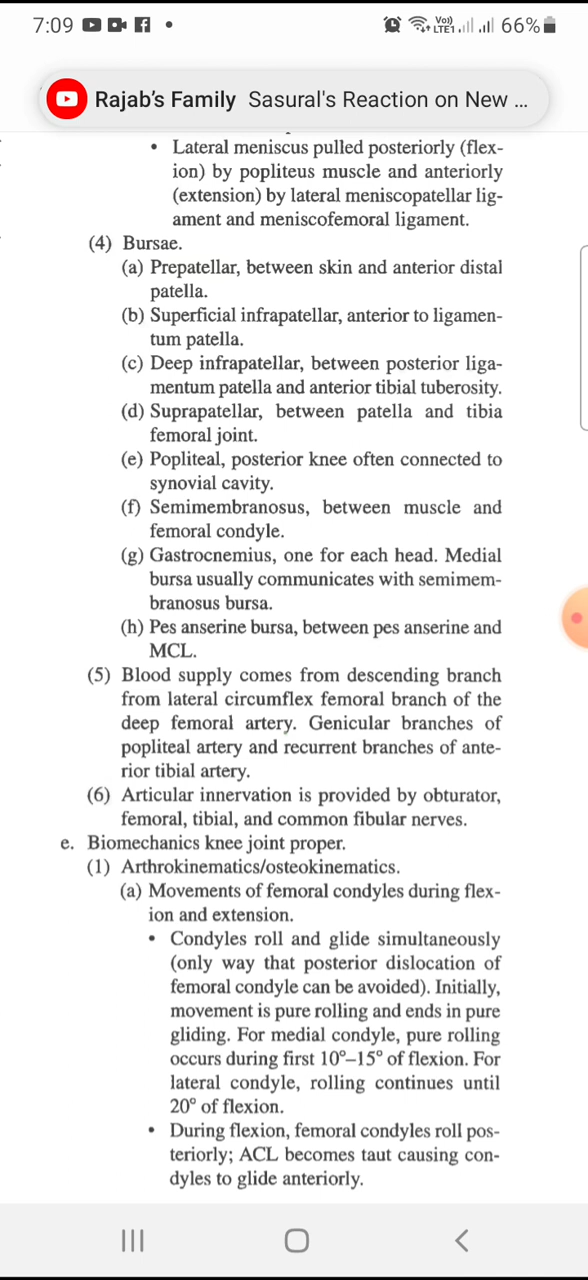 7:09
Vo)) LTE1 66%
Rajab's Family Sasural's Reaction on New ...
• Lateral meniscus pulled posteriorly (flex-
ion) by popliteus muscle and anteriorly
(extension) by lateral meniscopatellar lig-
ament and meniscofemoral ligament.
(4) Bursae.
(a) Prepatellar, between skin and anterior distal
patella.
(b) Superficial infrapatellar, anterior to ligamen-
tum patella.
(c) Deep infrapatellar, between posterior liga-
mentum patella and anterior tibial tuberosity.
(d) Suprapatellar, between patella and tibia
femoral joint.
(e) Popliteal, posterior knee often connected to
synovial cavity.
(f) Semimembranosus, between muscle and
femoral condyle.
(g) Gastrocnemius, one for each head. Medial
bursa usually communicates with semimem-
branosus bursa.
(h) Pes anserine bursa, between pes anserine and
MCL.
(5) Blood supply comes from descending branch
from lateral circumflex femoral branch of the
deep femoral artery. Genicular branches of
popliteal artery and recurrent branches of ante-
rior tibial artery.
(6) Articular innervation is provided by obturator,
femoral, tibial, and common fibular nerves.
e. Biomechanics knee joint proper.
(1) Arthrokinematics/osteokinematics.
(a) Movements of femoral condyles during flex-
ion and extension.
• Condyles roll and glide simultaneously
(only way that posterior dislocation of
femoral condyle can be avoided). Initially,
movement is pure rolling and ends in pure
gliding. For medial condyle, pure rolling
occurs during first 10°–15° of flexion. For
lateral condyle, rolling continues until
20° of flexion.
• During flexion, femoral condyles roll pos-
teriorly; ACL becomes taut causing con-
dyles to glide anteriorly.